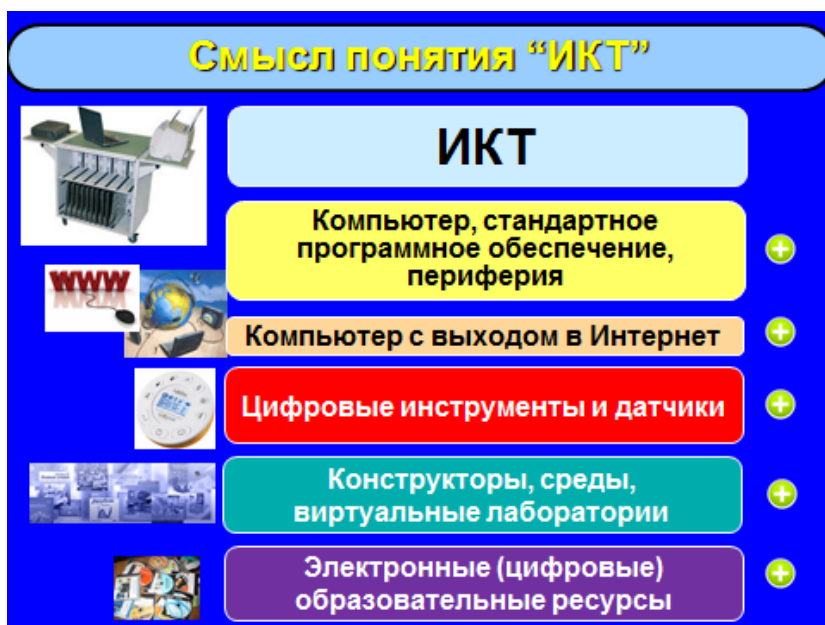 Смысл понятия “ИКТ”
ИКТ
Компьютер, стандартное
программное обеспечение,
периферия
WWW
Компьютер с выходом в Интернет
Цифровые инструменты и датчики
Конструкторы, среды,
виртуальные лаборатории
Электронные (цифровые)
образовательные ресурсы